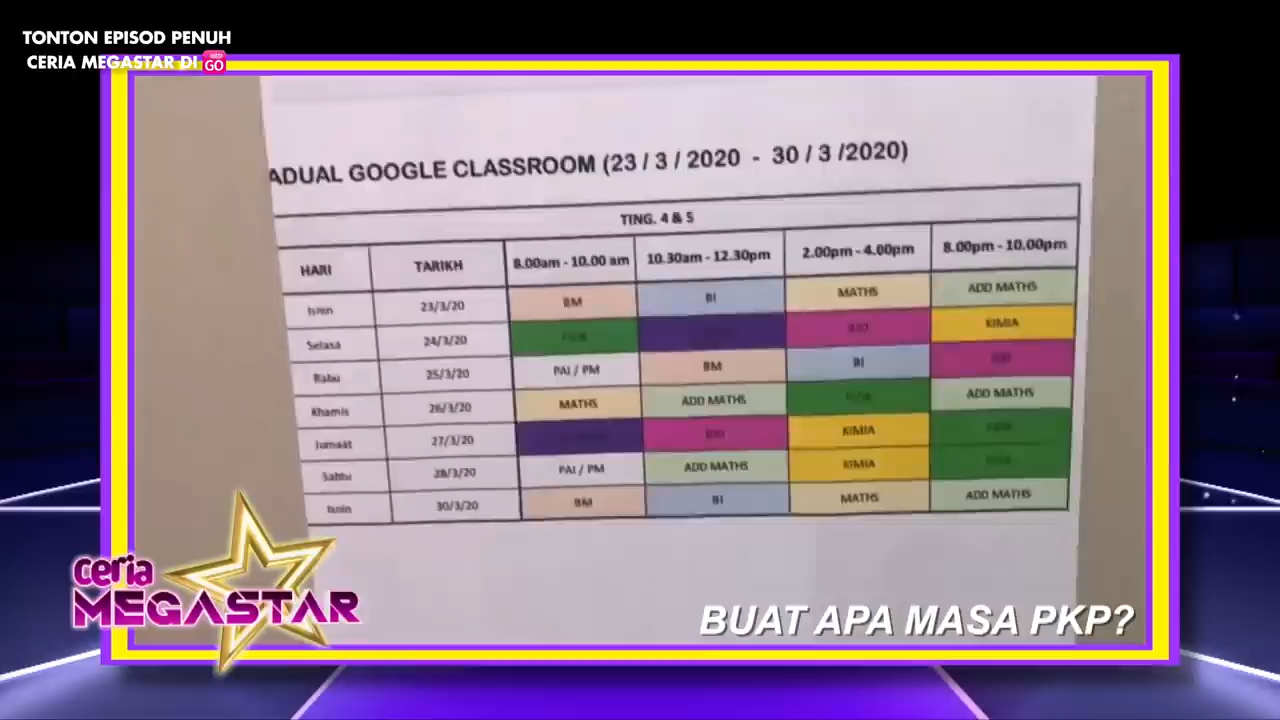 TONTON EPISOD PENUH
CERIA MEGASTAR DI GO
ADUAL GOOGLE CLASSROOM (23 / 3 / 2020 - 30 / 3 /2020)
TING. 4 & 5
HARI TARIKH 8.00am - 10.00 am 10.30am - 12.30pm 2.00pm - 4.00pm 8.00pm - 10.00pm
Isnin 23/3/20 BM BI MATHS ADD MATHS
Selasa 24/3/20 BIO KIMIA
Rabu 25/3/20 PAI / PM BM BI BIO
Khamis 26/3/20 MATHS ADD MATHS ADD MATHS
Jumaat 27/3/20 BIO KIMIA
Sabtu 28/3/20 PAI / PM ADD MATHS KIMIA
Isnin 30/3/20 BM BI MATHS ADD MATHS
ceria
MEGASTAR
BUAT APA MASA PKP?